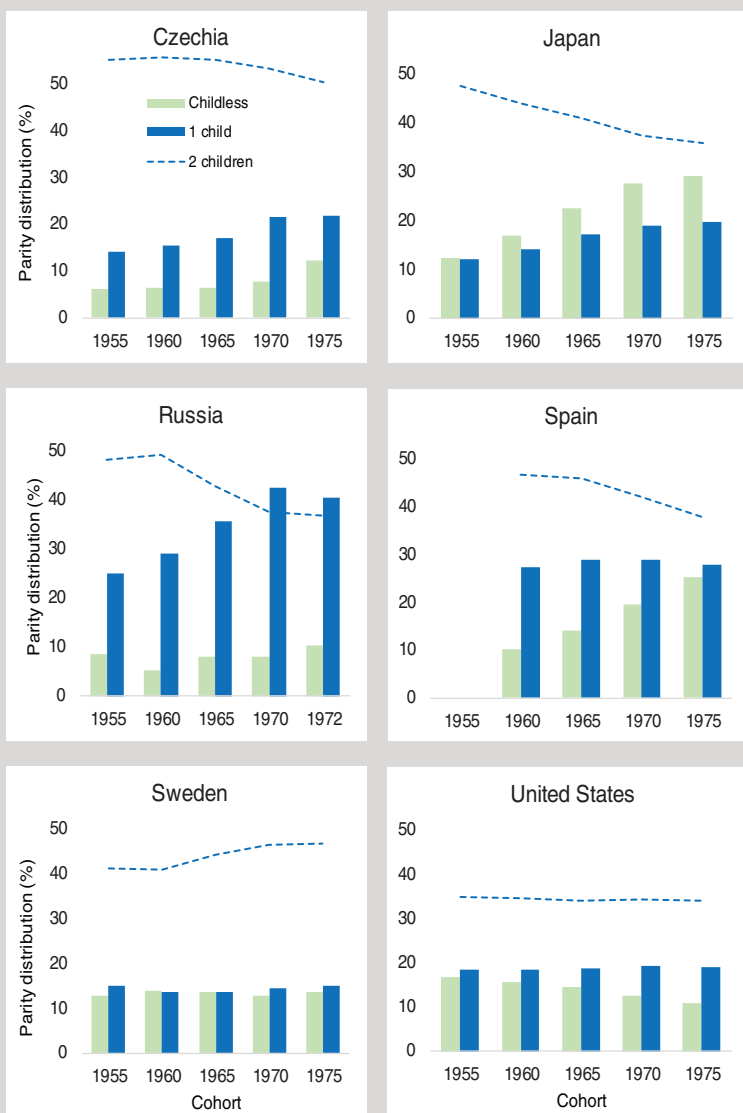 Czechia
Parity distribution (%)
50
40
30
20
10
0
Childless
1 child
2 children
1955 1960 1965 1970 1975
Japan
50
40
30
20
10
0
1955 1960 1965 1970 1975
Russia
Parity distribution (%)
50
40
30
20
10
0
1955 1960 1965 1970 1972
Spain
50
40
30
20
10
0
1955 1960 1965 1970 1975
Sweden
Parity distribution (%)
50
40
30
20
10
0
1955 1960 1965 1970 1975
Cohort
United States
50
40
30
20
10
0
1955 1960 1965 1970 1975
Cohort